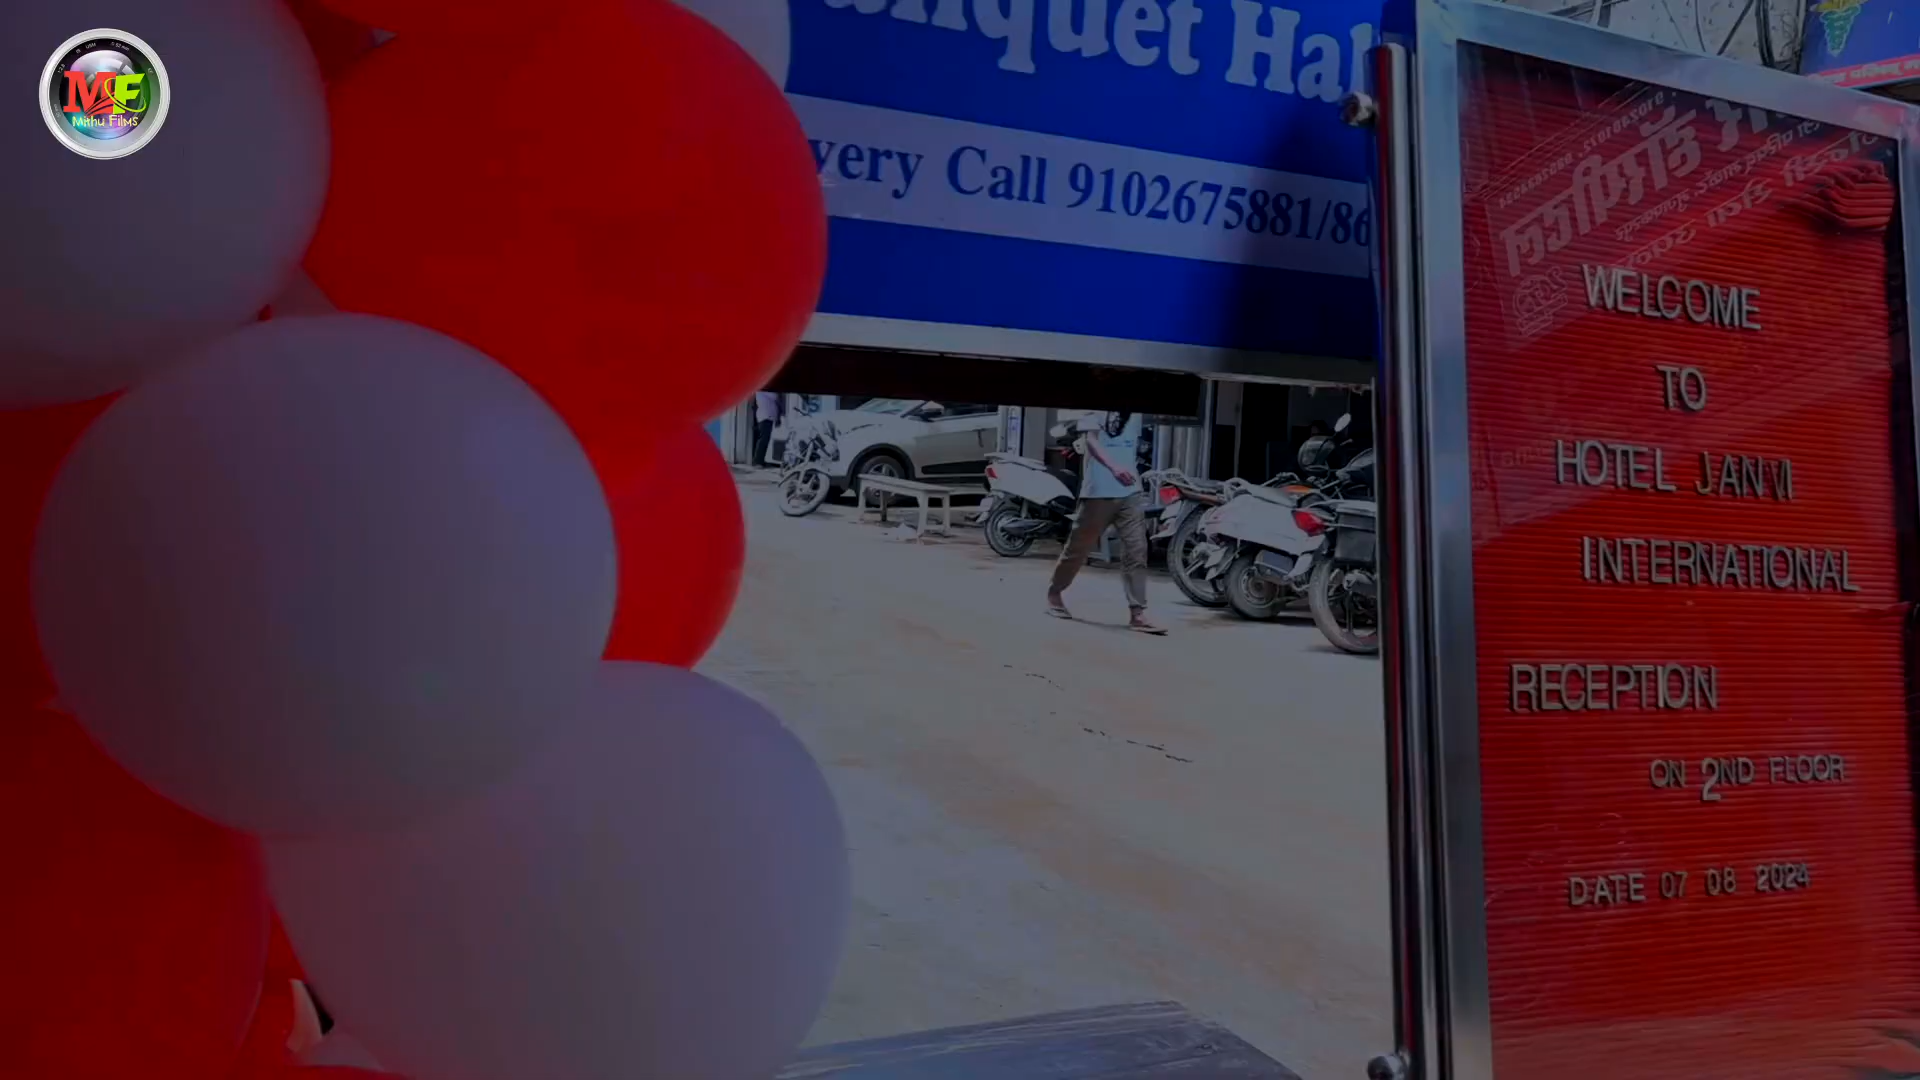 MF
Mithu Films
anquet Hal
very Call 9102675881/86
WELCOME
TO
HOTEL JANVI
INTERNATIONAL
RECEPTION
ON 2ND FLOOR
DATE 07 08 2024